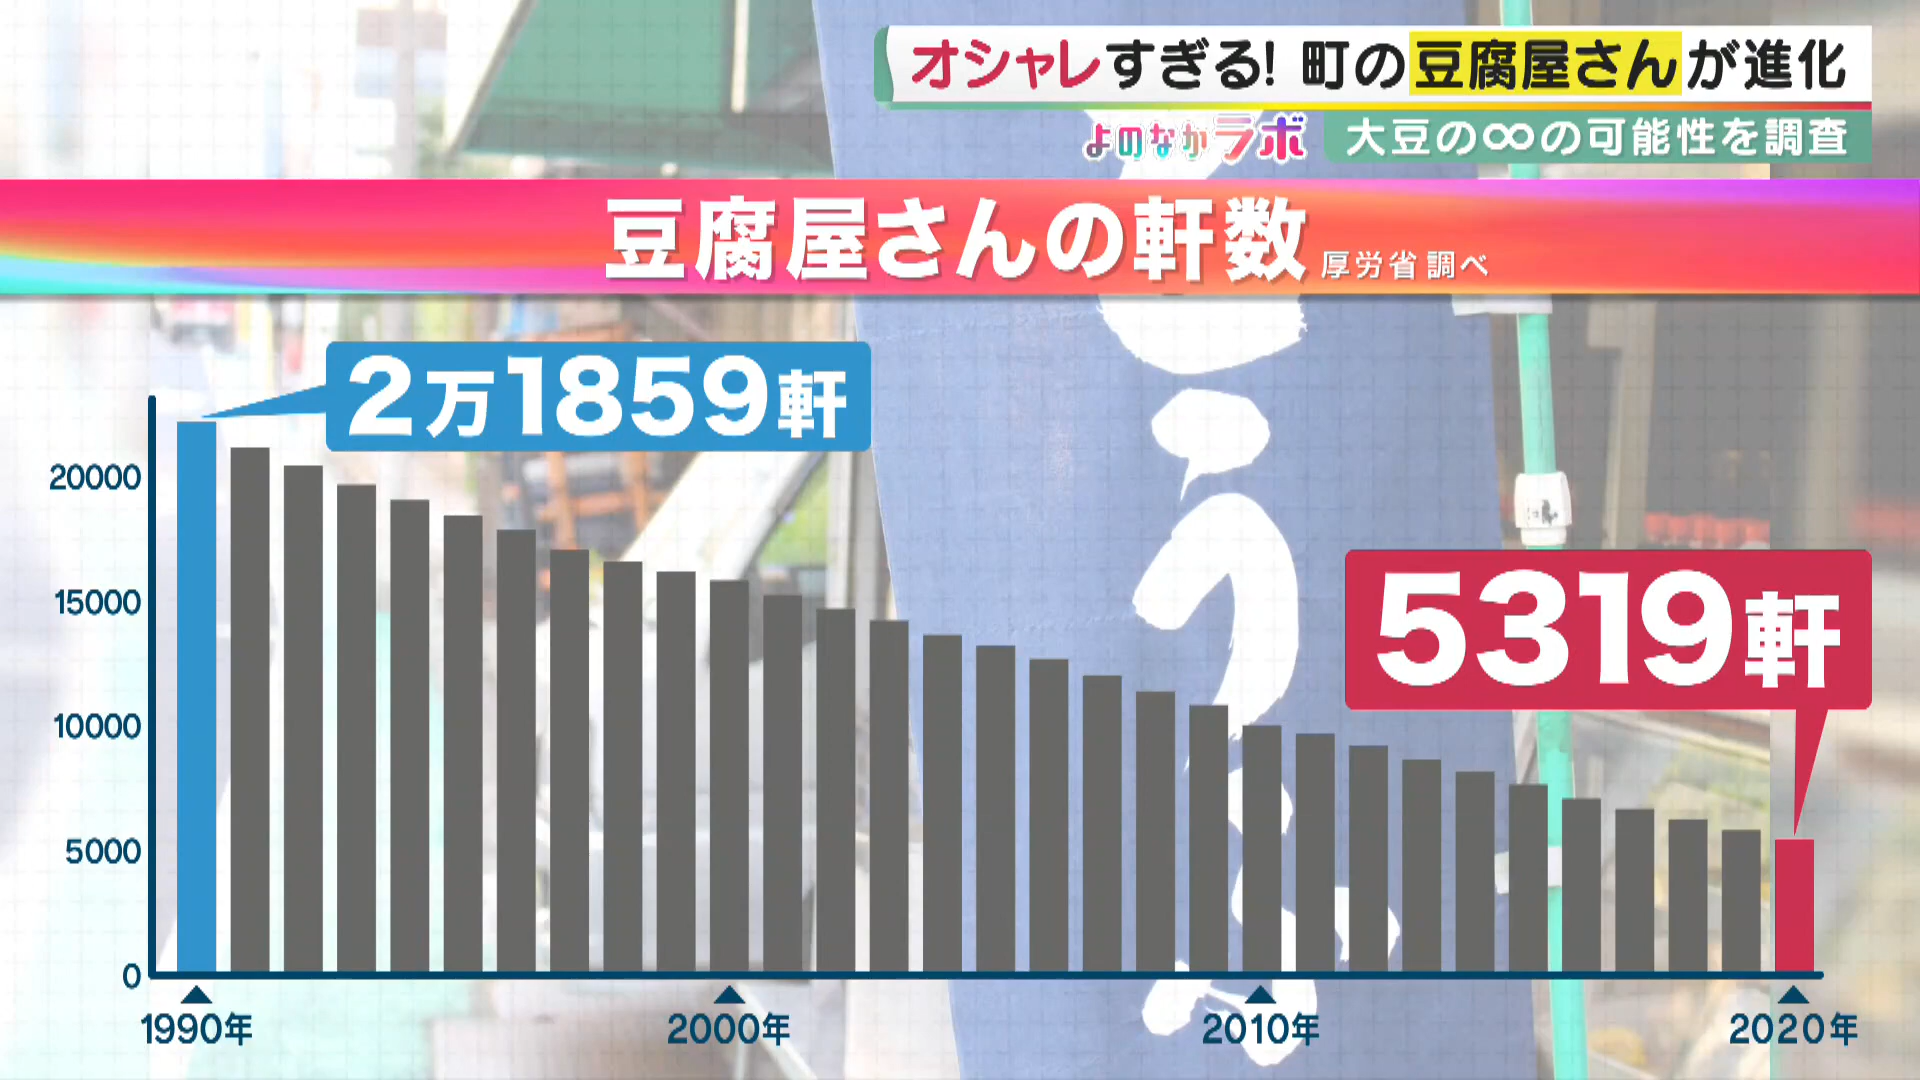 オシャレすぎる! 町の豆腐屋さんが進化
よのなかラボ 大豆の∞の可能性を調査
豆腐屋さんの軒数 厚労省 調べ
2万1859軒
5319軒
20000
15000
10000
5000
0
1990年 2000年 2010年 2020年